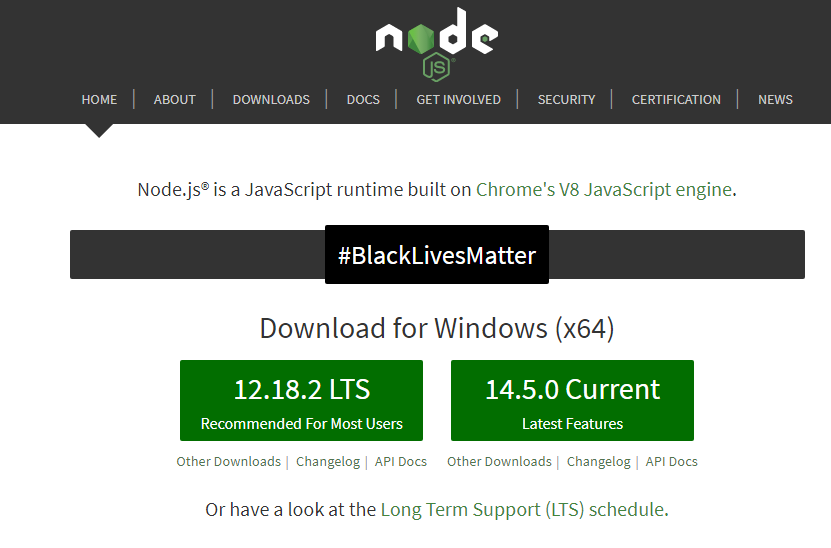 node
JS®
HOME | ABOUT | DOWNLOADS | DOCS | GET INVOLVED | SECURITY | CERTIFICATION | NEWS
Node.js® is a JavaScript runtime built on Chrome's V8 JavaScript engine.
#BlackLivesMatter
Download for Windows (x64)
12.18.2 LTS 14.5.0 Current
Recommended For Most Users Latest Features
Other Downloads | Changelog | API Docs Other Downloads | Changelog | API Docs
Or have a look at the Long Term Support (LTS) schedule.